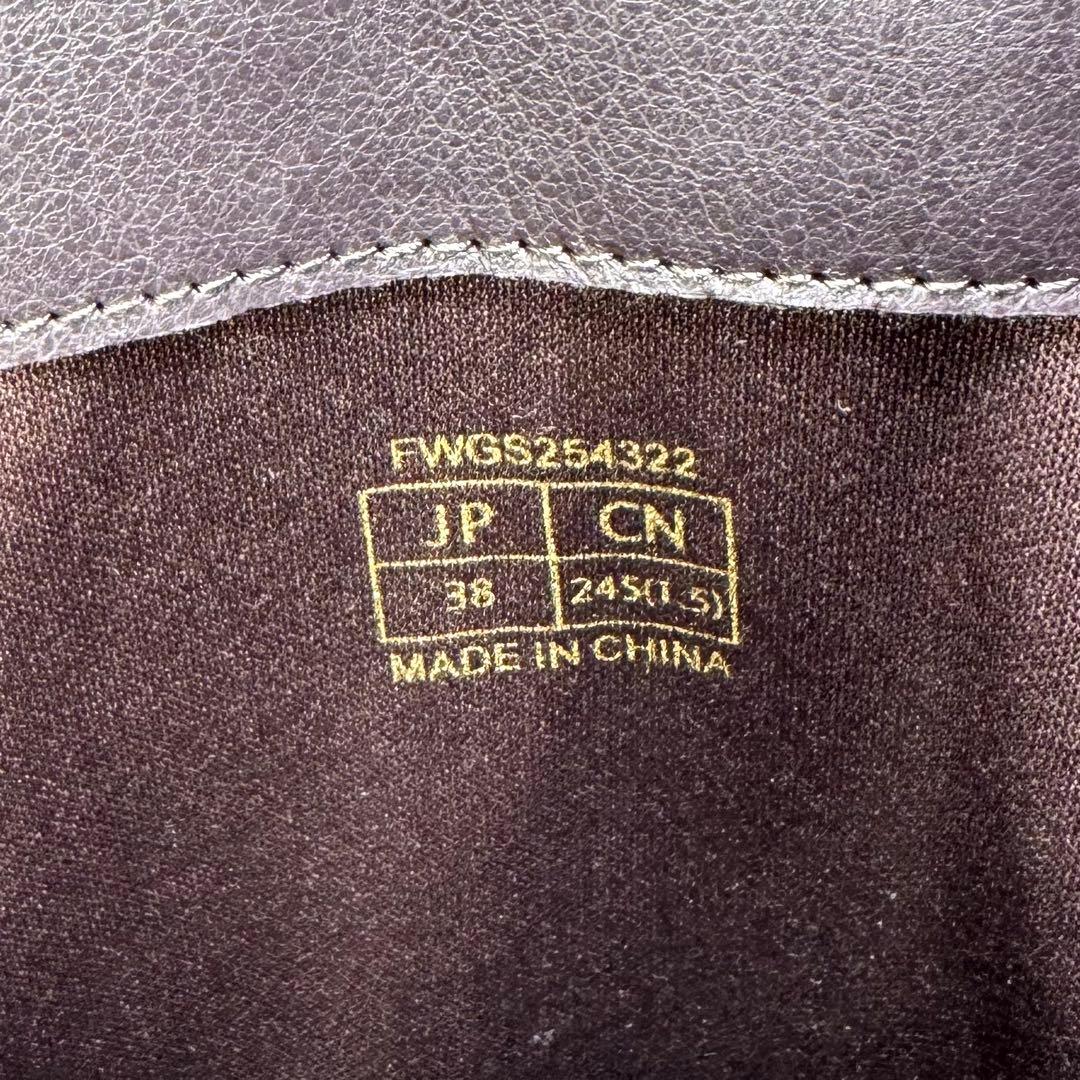 FWGS254322
JP CN
38 245(1.5)
MADE IN CHINA